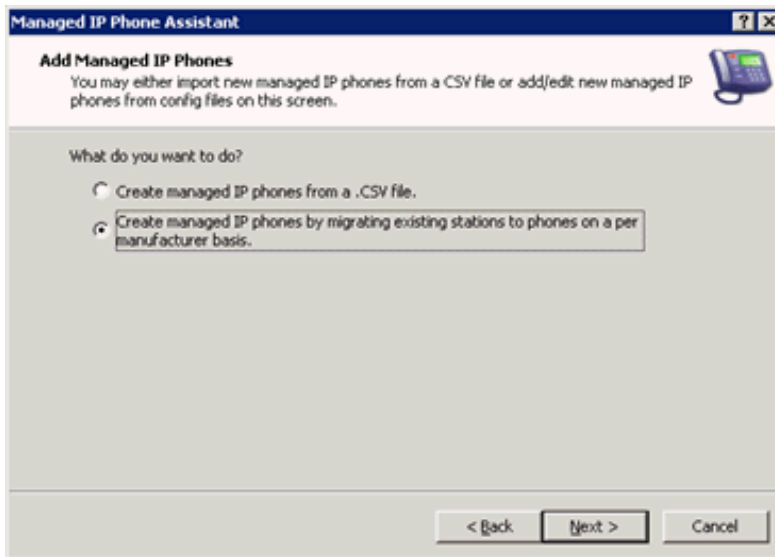 Managed IP Phone Assistant
Add Managed IP Phones
You may either import new managed IP phones from a CSV file or add/edit new managed IP
phones from config files on this screen.
What do you want to do?
Create managed IP phones from a .CSV file.
Create managed IP phones by migrating existing stations to phones on a per
manufacturer basis.
< Back
Next >
Cancel